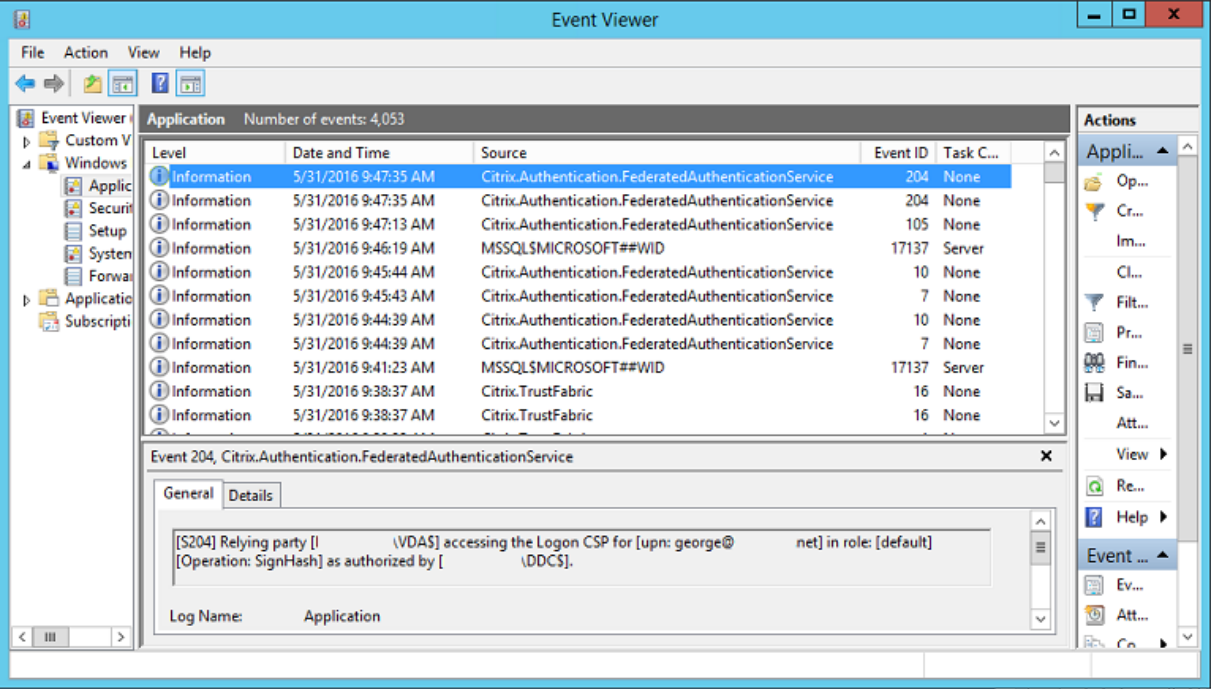 Event Viewer
File Action View Help
Event Viewer
Custom V
Windows
Applic
Securit
Setup
System
Forwar
Applicatio
Subscripti
Application Number of events: 4,053
Level Date and Time Source Event ID Task C...
Information 5/31/2016 9:47:35 AM Citrix.Authentication.FederatedAuthenticationService 204 None
Information 5/31/2016 9:47:35 AM Citrix.Authentication.FederatedAuthenticationService 204 None
Information 5/31/2016 9:47:13 AM Citrix.Authentication.FederatedAuthenticationService 105 None
Information 5/31/2016 9:46:19 AM MSSQL$MICROSOFT##WID 17137 Server
Information 5/31/2016 9:45:44 AM Citrix.Authentication.FederatedAuthenticationService 10 None
Information 5/31/2016 9:45:43 AM Citrix.Authentication.FederatedAuthenticationService 7 None
Information 5/31/2016 9:44:39 AM Citrix.Authentication.FederatedAuthenticationService 10 None
Information 5/31/2016 9:44:39 AM Citrix.Authentication.FederatedAuthenticationService 7 None
Information 5/31/2016 9:41:23 AM MSSQL$MICROSOFT##WID 17137 Server
Information 5/31/2016 9:38:37 AM Citrix.TrustFabric 16 None
Information 5/31/2016 9:38:37 AM Citrix.TrustFabric 16 None
Event 204, Citrix.Authentication.FederatedAuthenticationService
General Details
[S204] Relying party [ \VDA$] accessing the Logon CSP for [upn: george@ net] in role: [default]
[Operation: SignHash] as authorized by [ \DDC$].
Log Name: Application
Actions
Appli...
Op...
Cr...
Im...
Cl...
Filt...
Pr...
Fin...
Sa...
Att...
View
Re...
Help
Event ...
Ev...
Att...